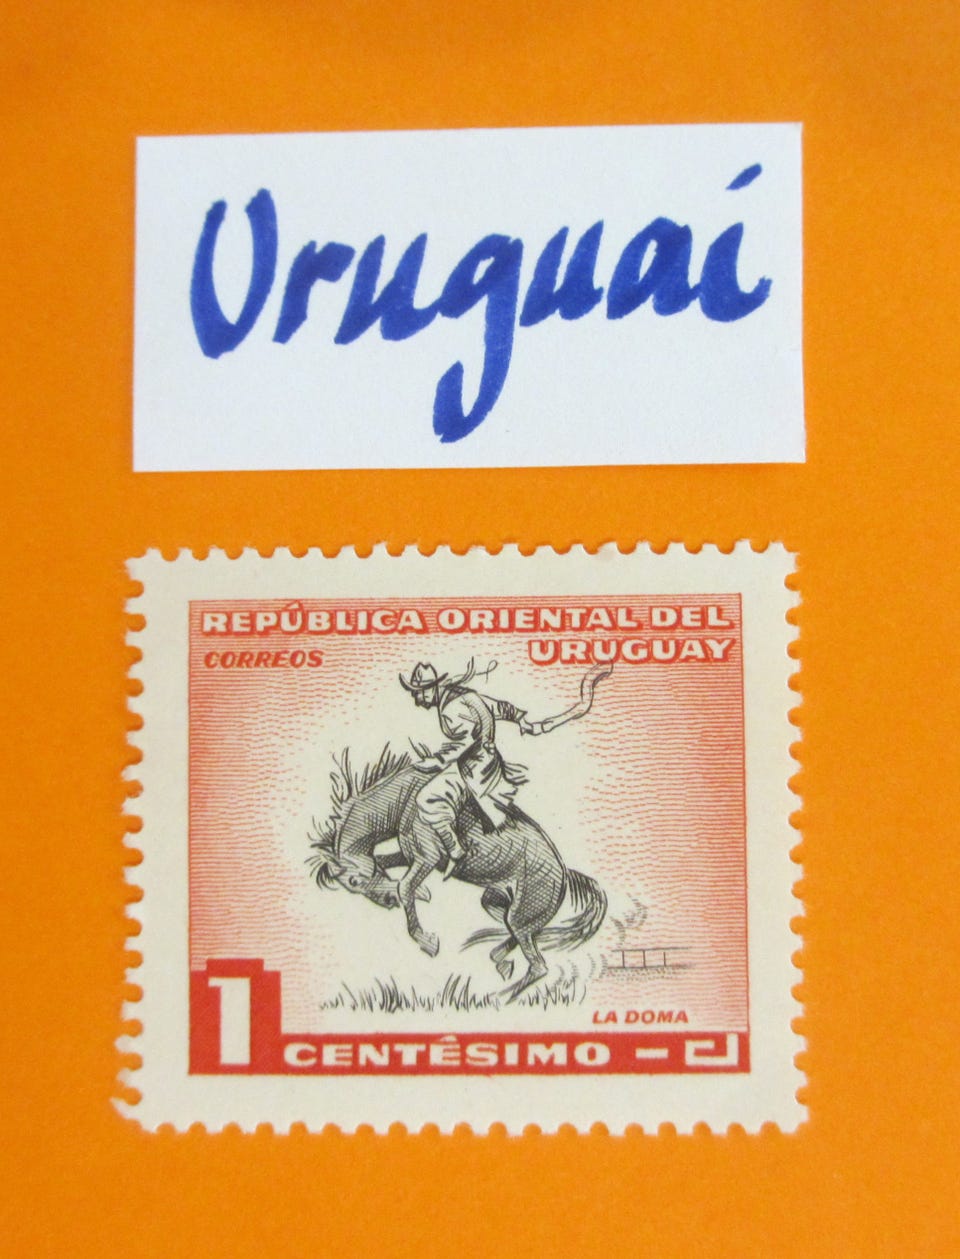 Uruguai
REPÚBLICA ORIENTAL DEL
CORREOS URUGUAY
LA DOMA
1 CENTÉSIMO -